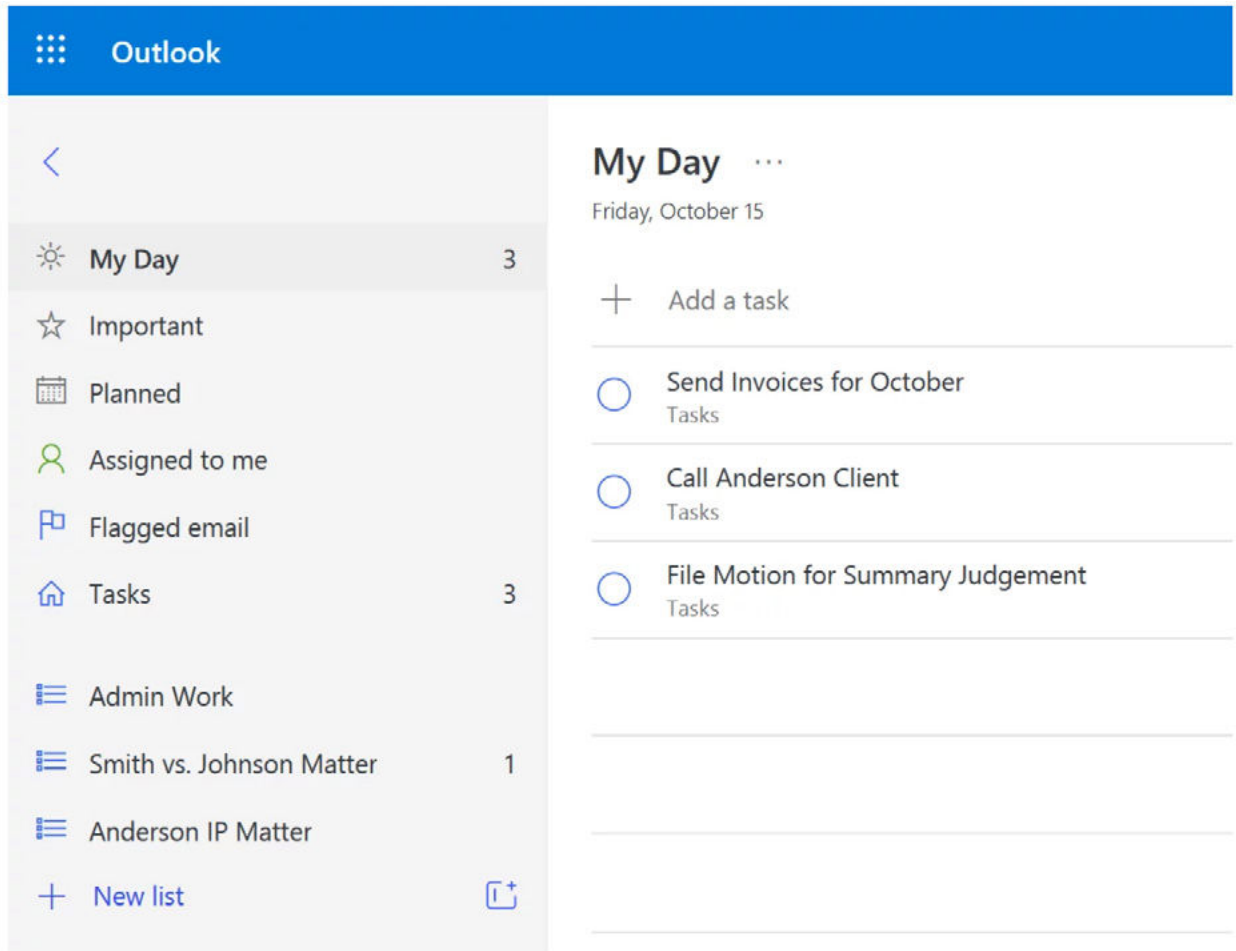 Outlook
My Day 3
Important
Planned
Assigned to me
Flagged email
Tasks 3
Admin Work
Smith vs. Johnson Matter 1
Anderson IP Matter
New list
My Day ...
Friday, October 15
Add a task
Send Invoices for October
Tasks
Call Anderson Client
Tasks
File Motion for Summary Judgement
Tasks